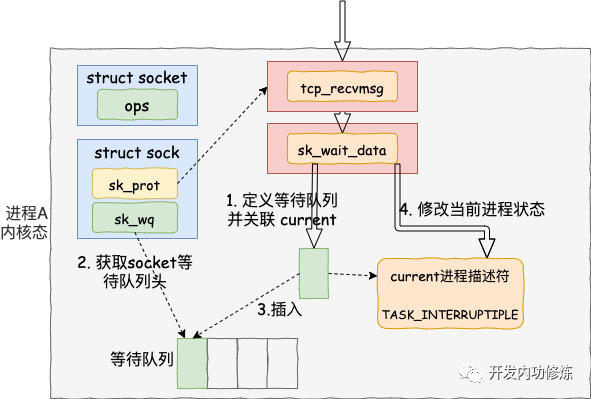 struct socket
ops
tcp_recvmsg
struct sock
sk_prot
sk_wq
sk_wait_data
进程A
内核态
1. 定义等待队列
并关联 current
4. 修改当前进程状态
2. 获取socket等
待队列头
3.插入
current进程描述符
TASK_INTERRUPTIPLE
等待队列
开发内功修炼